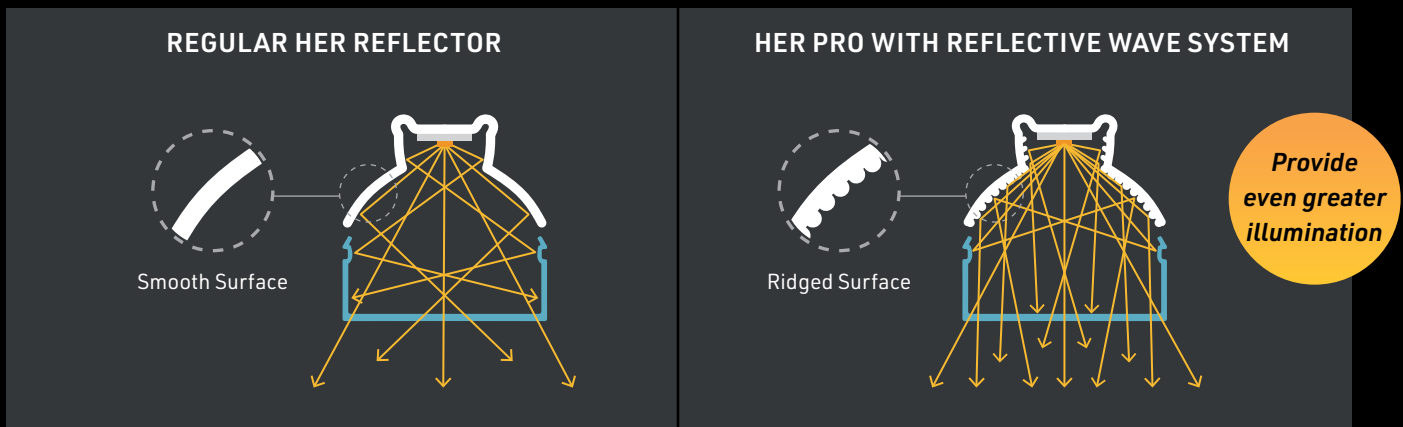 REGULAR HER REFLECTOR
Smooth Surface
HER PRO WITH REFLECTIVE WAVE SYSTEM
Ridged Surface
Provide
even greater
illumination